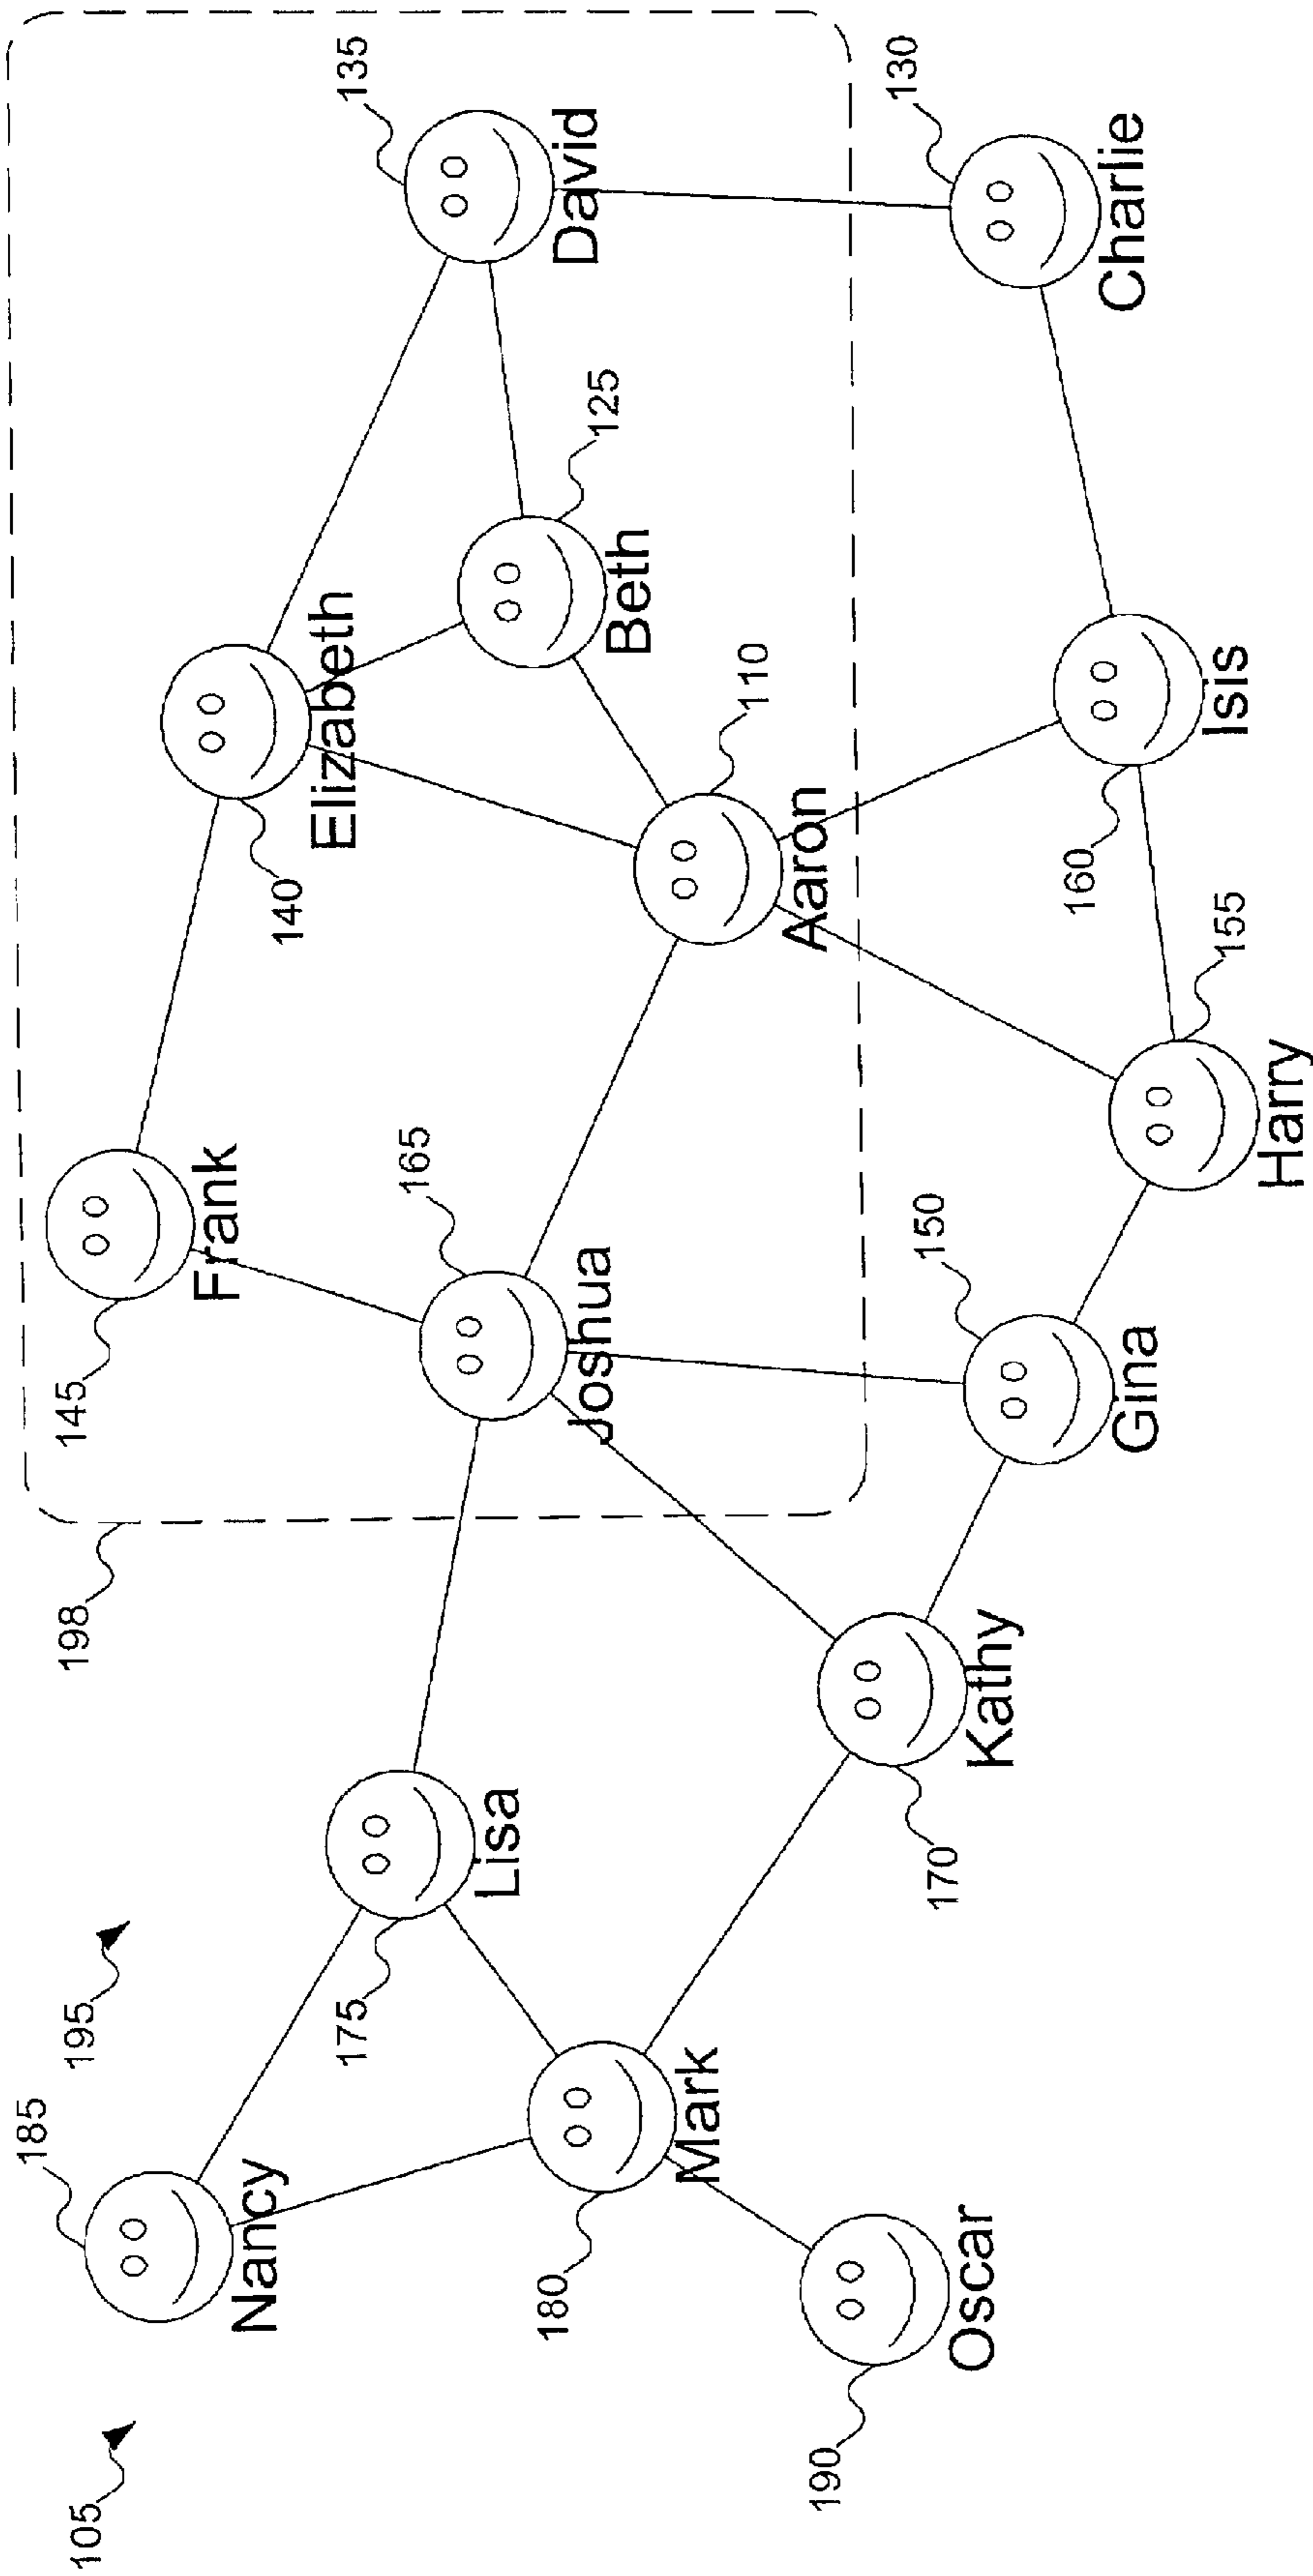 105
195
185
Nancy
190
Oscar
180
Mark
175
Lisa
170
Kathy
198
145
Frank
165
Joshua
150
Gina
155
Harry
140
Elizabeth
110
Aaron
160
Isis
125
Beth
135
David
130
Charlie